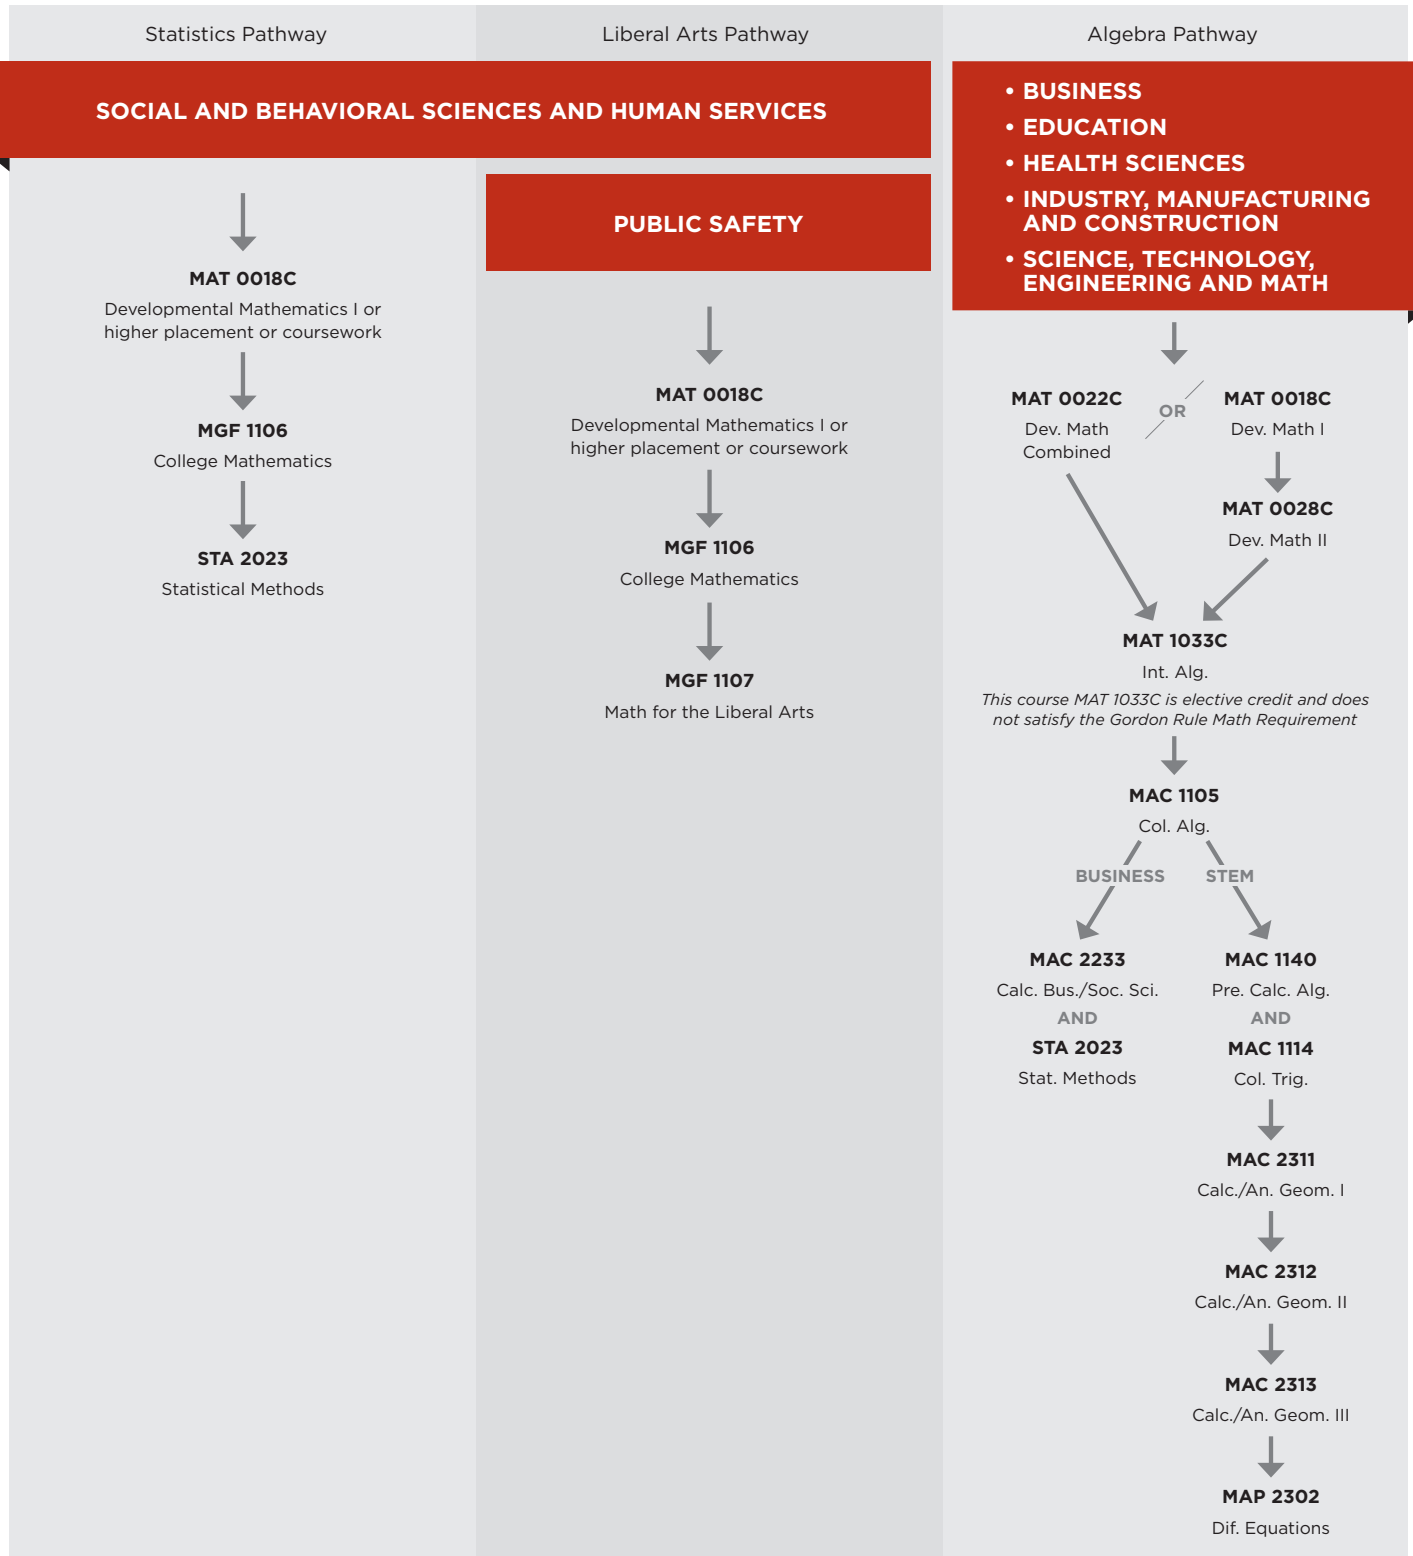 Statistics Pathway
Liberal Arts Pathway
Algebra Pathway
SOCIAL AND BEHAVIORAL SCIENCES AND HUMAN SERVICES
MAT 0018C
Developmental Mathematics I or
higher placement or coursework
MGF 1106
College Mathematics
STA 2023
Statistical Methods
PUBLIC SAFETY
MAT 0018C
Developmental Mathematics I or
higher placement or coursework
MGF 1106
College Mathematics
MGF 1107
Math for the Liberal Arts
• BUSINESS
• EDUCATION
• HEALTH SCIENCES
• INDUSTRY, MANUFACTURING
AND CONSTRUCTION
• SCIENCE, TECHNOLOGY,
ENGINEERING AND MATH
MAT 0022C
Dev. Math
Combined
OR
MAT 0018C
Dev. Math I
MAT 0028C
Dev. Math II
MAT 1033C
Int. Alg.
This course MAT 1033C is elective credit and does
not satisfy the Gordon Rule Math Requirement
MAC 1105
Col. Alg.
BUSINESS
STEM
MAC 2233
Calc. Bus./Soc. Sci.
AND
STA 2023
Stat. Methods
MAC 1140
Pre. Calc. Alg.
AND
MAC 1114
Col. Trig.
MAC 2311
Calc./An. Geom. I
MAC 2312
Calc./An. Geom. II
MAC 2313
Calc./An. Geom. III
MAP 2302
Dif. Equations